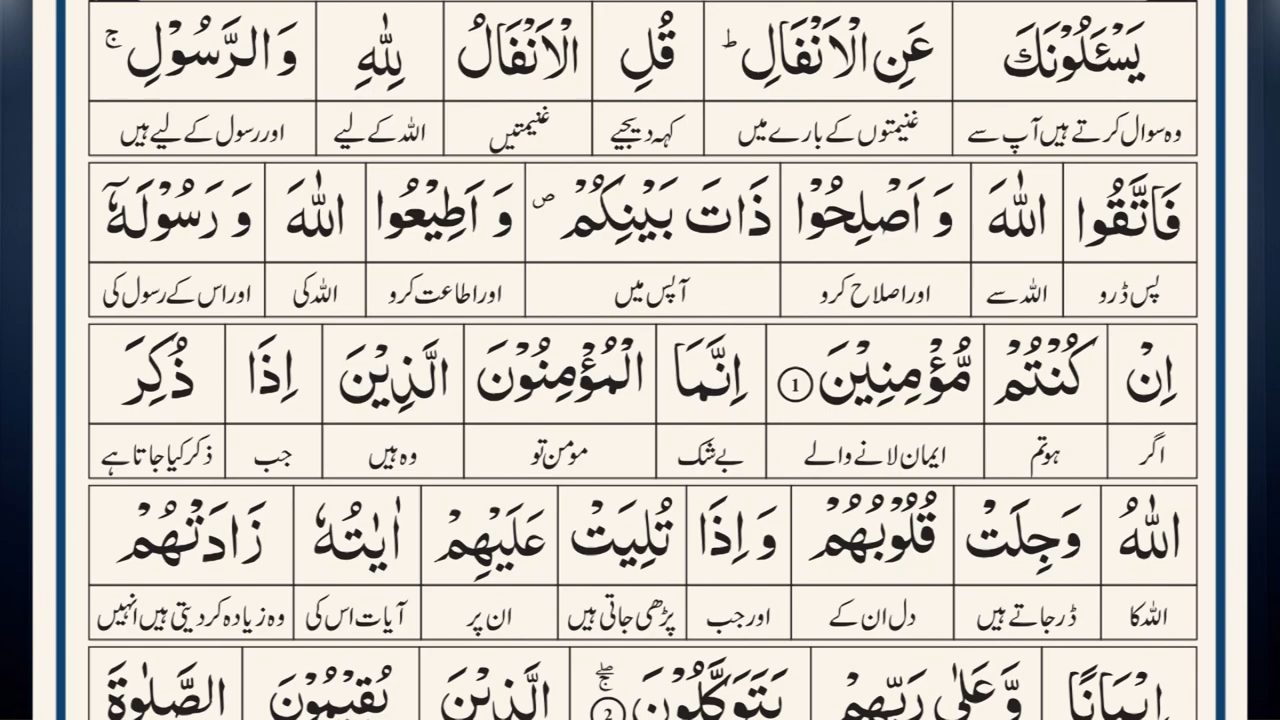 یَسْـَٔلُوْنَكَ عَنِ الْاَنْفَالِ ؕ قُلِ الْاَنْفَالُ لِلّٰهِ وَ الرَّسُوْلِ ۚ
وہ سوال کرتے ہیں آپ سے غنیمتوں کے بارے میں کہہ دیجیے غنیمتیں اللہ کے لیے اور رسول کے لیے ہیں
فَاتَّقُوا اللّٰهَ وَ اَصْلِحُوْا ذَاتَ بَیْنِكُمْ ۪ وَ اَطِیْعُوا اللّٰهَ وَ رَسُوْلَهٗۤ
پس ڈرو اللہ سے اور اصلاح کرو آپس میں اور اطاعت کرو اللہ کی اور اس کے رسول کی
اِنْ كُنْتُمْ مُّؤْمِنِیْنَ ① اِنَّمَا الْمُؤْمِنُوْنَ الَّذِیْنَ اِذَا ذُكِرَ
اگر ہو تم ایمان لانے والے بے شک مومن تو وہ ہیں جب ذکر کیا جاتا ہے
اللّٰهُ وَجِلَتْ قُلُوْبُهُمْ وَ اِذَا تُلِیَتْ عَلَیْهِمْ اٰیٰتُهٗ زَادَتْهُمْ
اللہ کا ڈر جاتے ہیں دل ان کے اور جب پڑھی جاتی ہیں ان پر آیات اس کی وہ زیادہ کر دیتی ہیں انہیں
اِیْمَانًا وَّ عَلٰی رَبِّهِمْ یَتَوَكَّلُوْنَ ② ۚۖ الَّذِیْنَ یُقِیْمُوْنَ الصَّلٰوةَ